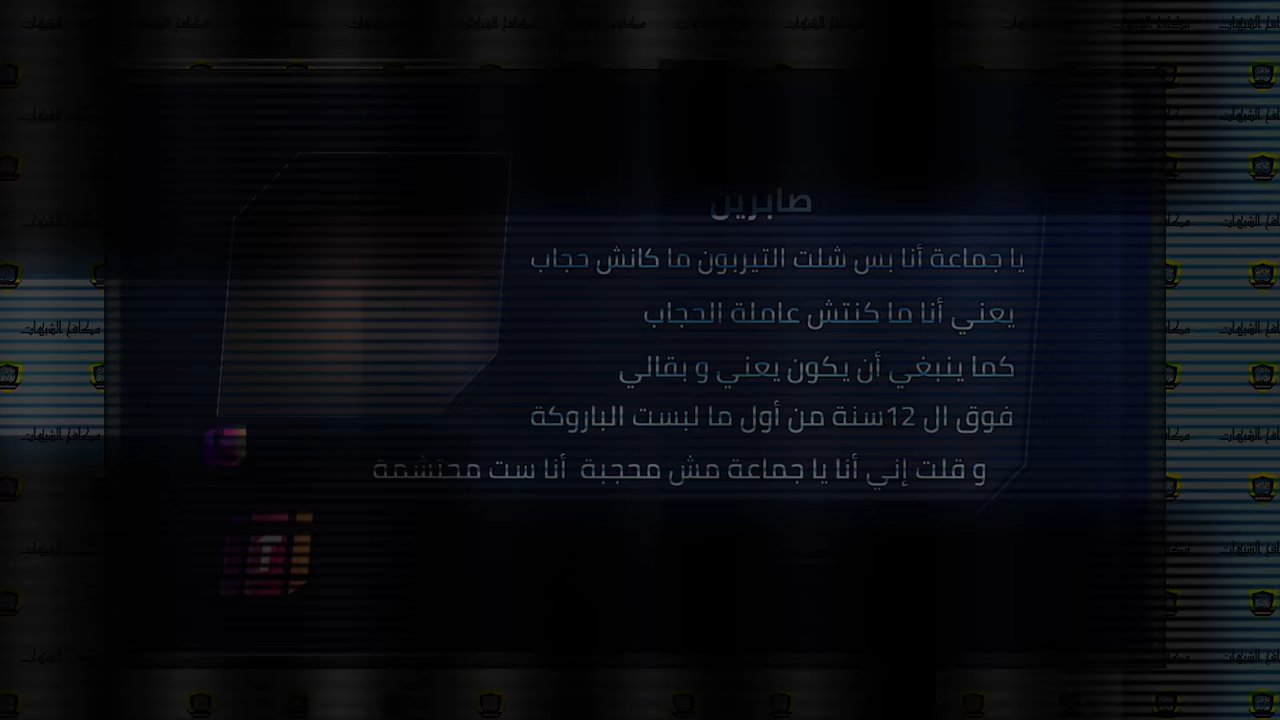 صابرين
يا جماعة أنا بس شلت التيربون ما كانش حجاب
يعني أنا ما كنتش عاملة الحجاب
كما ينبغي أن يكون يعني و بقالي
فوق ال 12سنة من أول ما لبست الباروكة
و قلت إني أنا يا جماعة مش محجبة أنا ست محتشمة
مكافح الشبهات